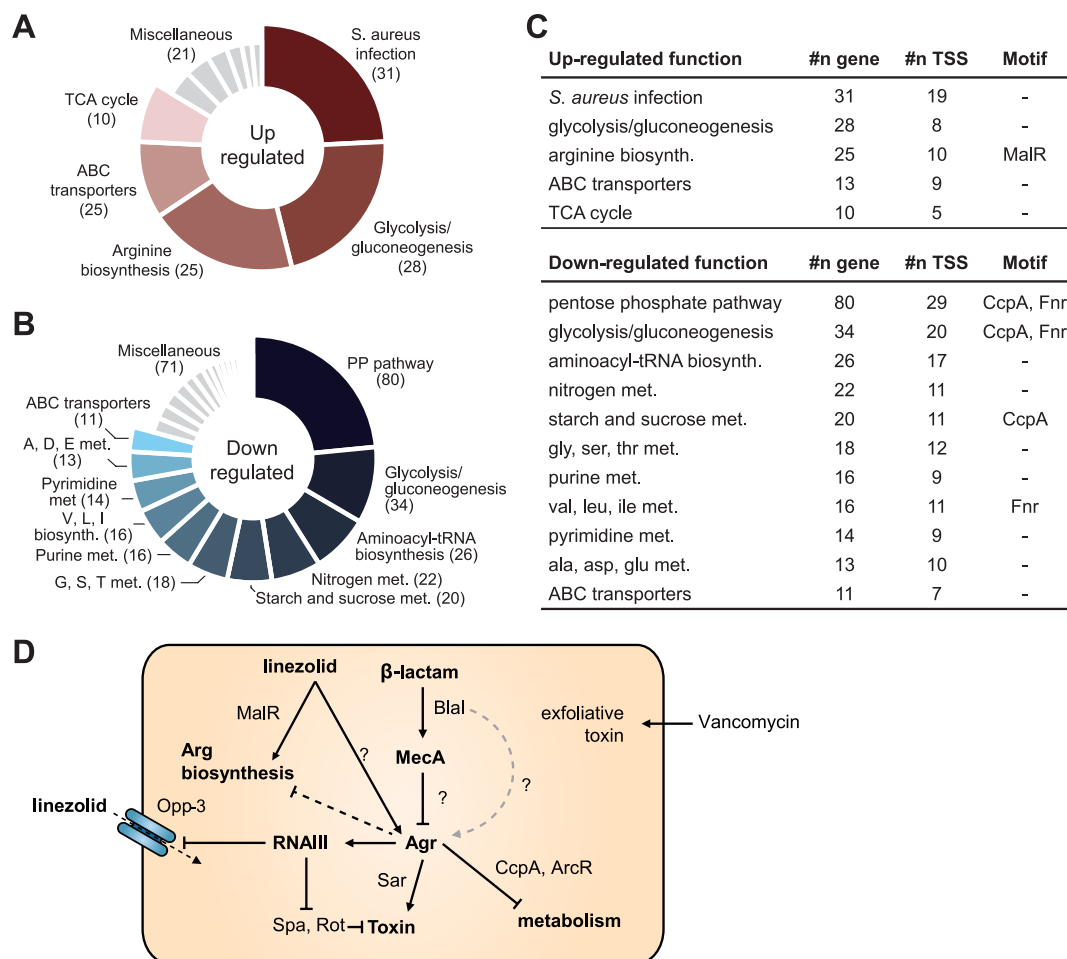 A
Miscellaneous
(21)
S. aureus
infection
(31)
TCA cycle
(10)
Up
regulated
ABC
transporters
(25)
Arginine
biosynthesis (25)
Glycolysis/
gluconeogenesis
(28)
B
Miscellaneous
(71)
PP pathway
(80)
ABC transporters
(11)
A, D, E met.
(13)
Down
regulated
Pyrimidine
met (14)
Glycolysis/
gluconeogenesis
(34)
V, L, I
biosynth. (16)
Purine met. (16)
Aminoacyl-tRNA
biosynthesis (26)
G, S, T met. (18)
Nitrogen met. (22)
Starch and sucrose met. (20)
C
Up-regulated function #n gene #n TSS Motif
S. aureus infection 31 19 -
glycolysis/gluconeogenesis 28 8 -
arginine biosynth. 25 10 MalR
ABC transporters 13 9 -
TCA cycle 10 5 -
Down-regulated function #n gene #n TSS Motif
pentose phosphate pathway 80 29 CcpA, Fnr
glycolysis/gluconeogenesis 34 20 CcpA, Fnr
aminoacyl-tRNA biosynth. 26 17 -
nitrogen met. 22 11 -
starch and sucrose met. 20 11 CcpA
gly, ser, thr met. 18 12 -
purine met. 16 9 -
val, leu, ile met. 16 11 Fnr
pyrimidine met. 14 9 -
ala, asp, glu met. 13 10 -
ABC transporters 11 7 -
D
linezolid
β-lactam
MalR
BlaI
exfoliative
toxin
Vancomycin
Arg
biosynthesis
?
MecA
?
?
linezolid
Opp-3
RNAIII
Agr
Sar
CcpA, ArcR
Spa, Rot
Toxin
metabolism